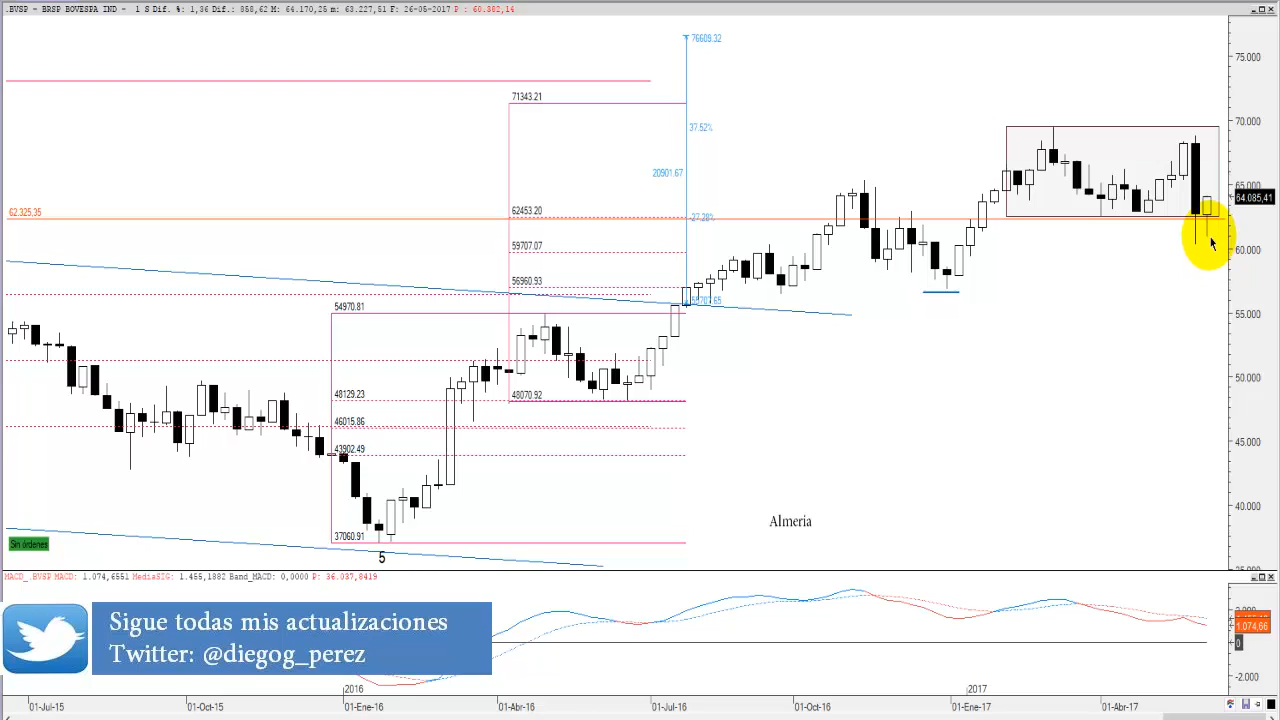 .BVSP - BRSP BOVESPA IND - 1 S Dif. %: 1,36 Dif.: 858,62 M: 64.170,25 m: 63.227,51 F: 26-05-2017 P : 60.382,14
76609.32
75.000
71343.21
37.52%
70.000
20901.67
65.000
64.085,41
62.325,35
62453.20
-27.28%
59707.07
60.000
56960.93
55707.65
54970.81
55.000
50.000
48129.23
48070.92
46015.86
45.000
43902.49
40.000
Almeria
37060.91
Sin órdenes
5
35.000
MACD_.BVSP MACD: 1.074,6551 MediaSIG: 1.455,1882 Band_MACD: 0,0000 P: 36.037,8419
1.074,66
0
-2.000
Sigue todas mis actualizaciones
Twitter: @diegog_perez
2016
2017
01-Jul-15
01-Oct-15
01-Ene-16
01-Abr-16
01-Jul-16
01-Oct-16
01-Ene-17
01-Abr-17